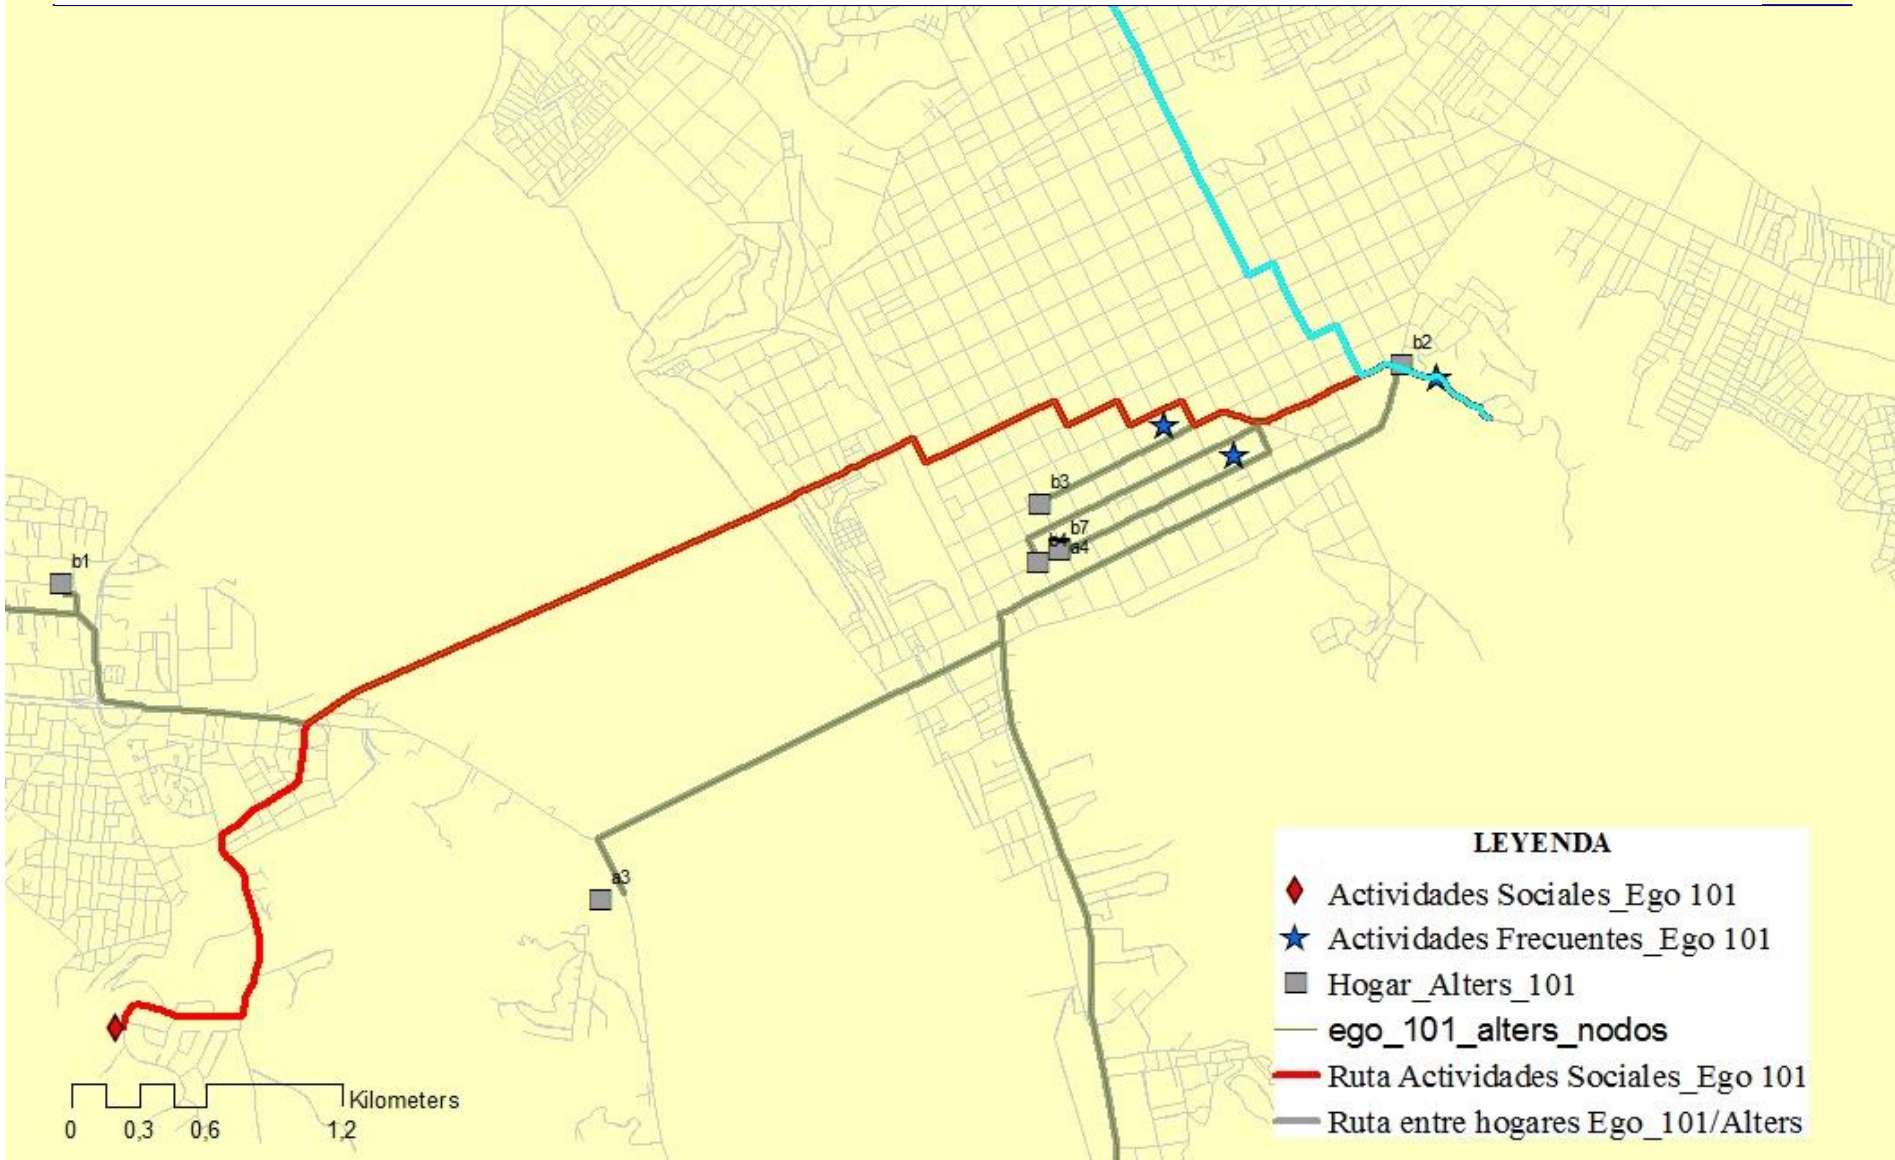 b2
b3
b7
a4
b1
a3
LEYENDA
Actividades Sociales_Ego 101
Actividades Frecuentes_Ego 101
Hogar_Alters_101
ego_101_alters_nodos
Ruta Actividades Sociales_Ego 101
Ruta entre hogares Ego_101/Alters
Kilometers
0 0,3 0,6 1,2